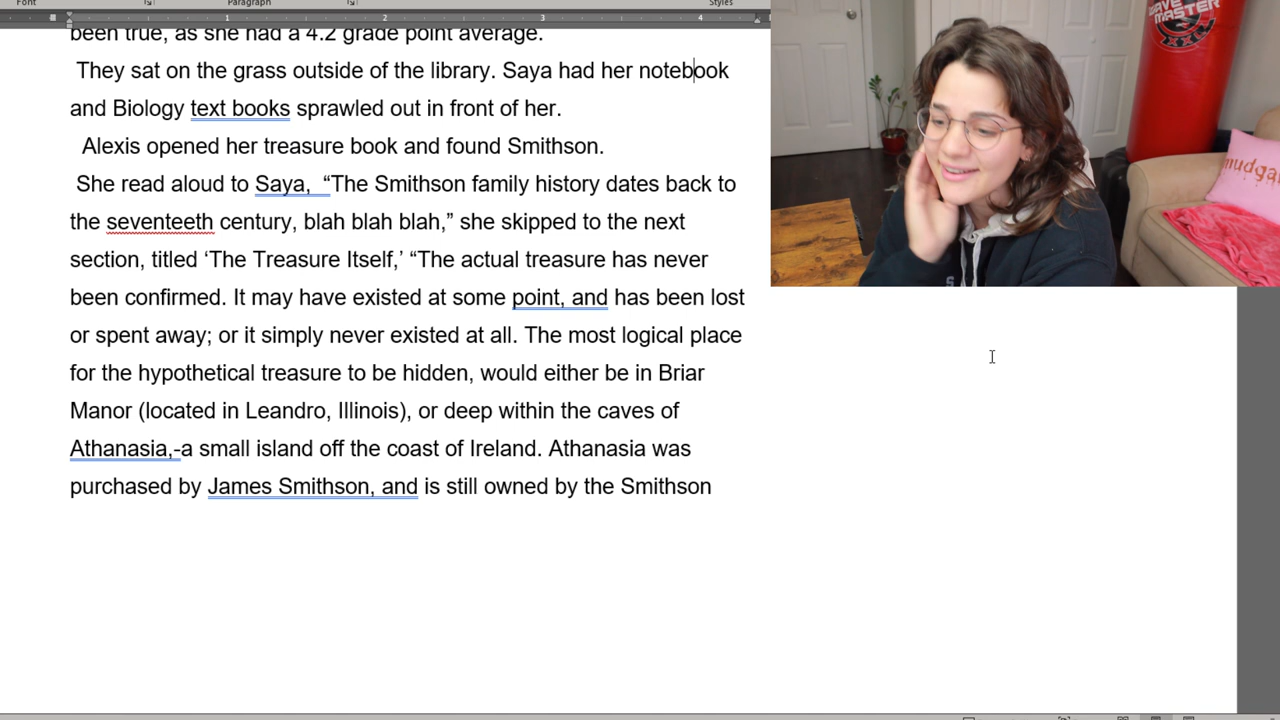 Font
Paragraph
Styles
1
2
3
4
been true, as she had a 4.2 grade point average.
They sat on the grass outside of the library. Saya had her notebook
and Biology text books sprawled out in front of her.
Alexis opened her treasure book and found Smithson.
She read aloud to Saya,  “The Smithson family history dates back to
the seventeeth century, blah blah blah,” she skipped to the next
section, titled ‘The Treasure Itself,’ “The actual treasure has never
been confirmed. It may have existed at some point, and has been lost
or spent away; or it simply never existed at all. The most logical place
for the hypothetical treasure to be hidden, would either be in Briar
Manor (located in Leandro, Illinois), or deep within the caves of
Athanasia,-a small island off the coast of Ireland. Athanasia was
purchased by James Smithson, and is still owned by the Smithson
WAVE
MASTER
mudga